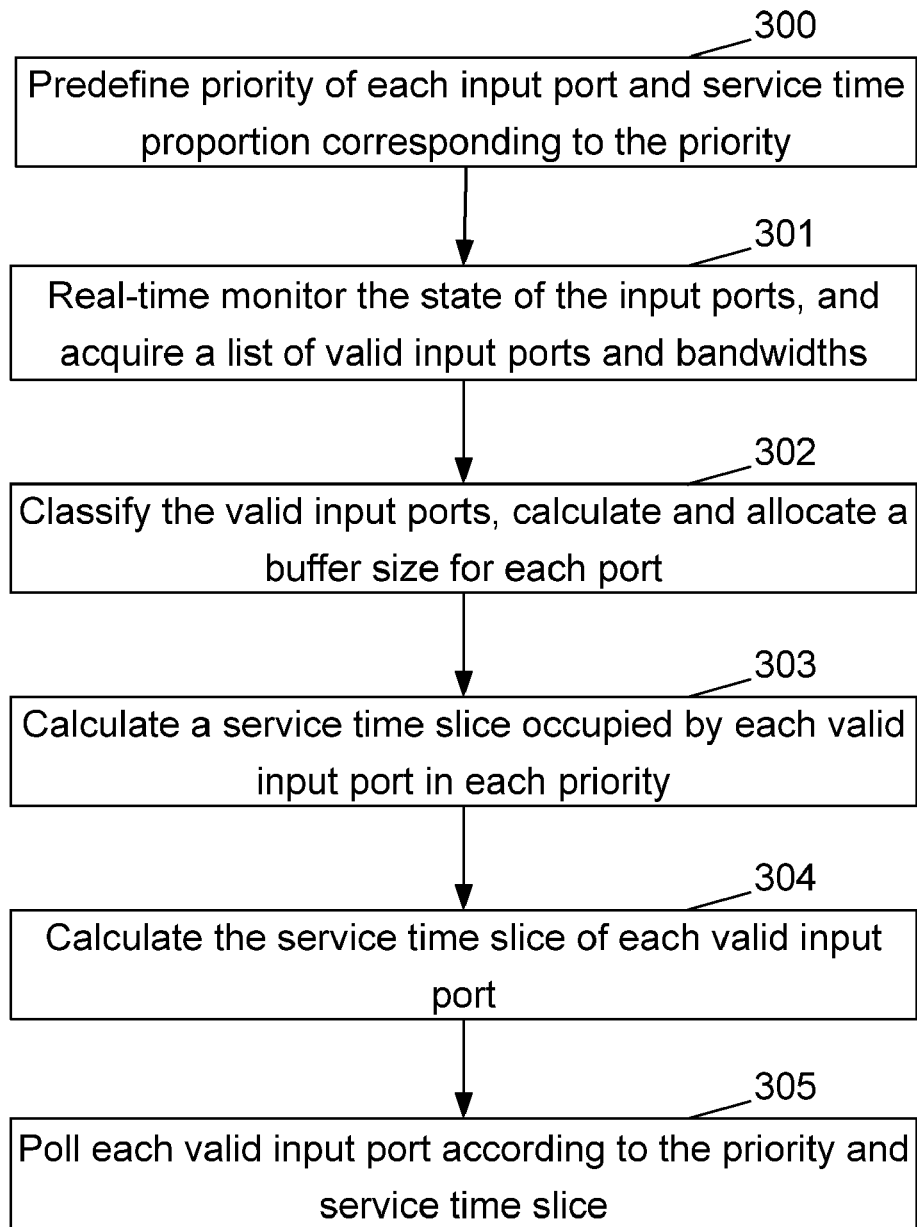 300
Predefine priority of each input port and service time
proportion corresponding to the priority
301
Real-time monitor the state of the input ports, and
acquire a list of valid input ports and bandwidths
302
Classify the valid input ports, calculate and allocate a
buffer size for each port
303
Calculate a service time slice occupied by each valid
input port in each priority
304
Calculate the service time slice of each valid input
port
305
Poll each valid input port according to the priority and
service time slice